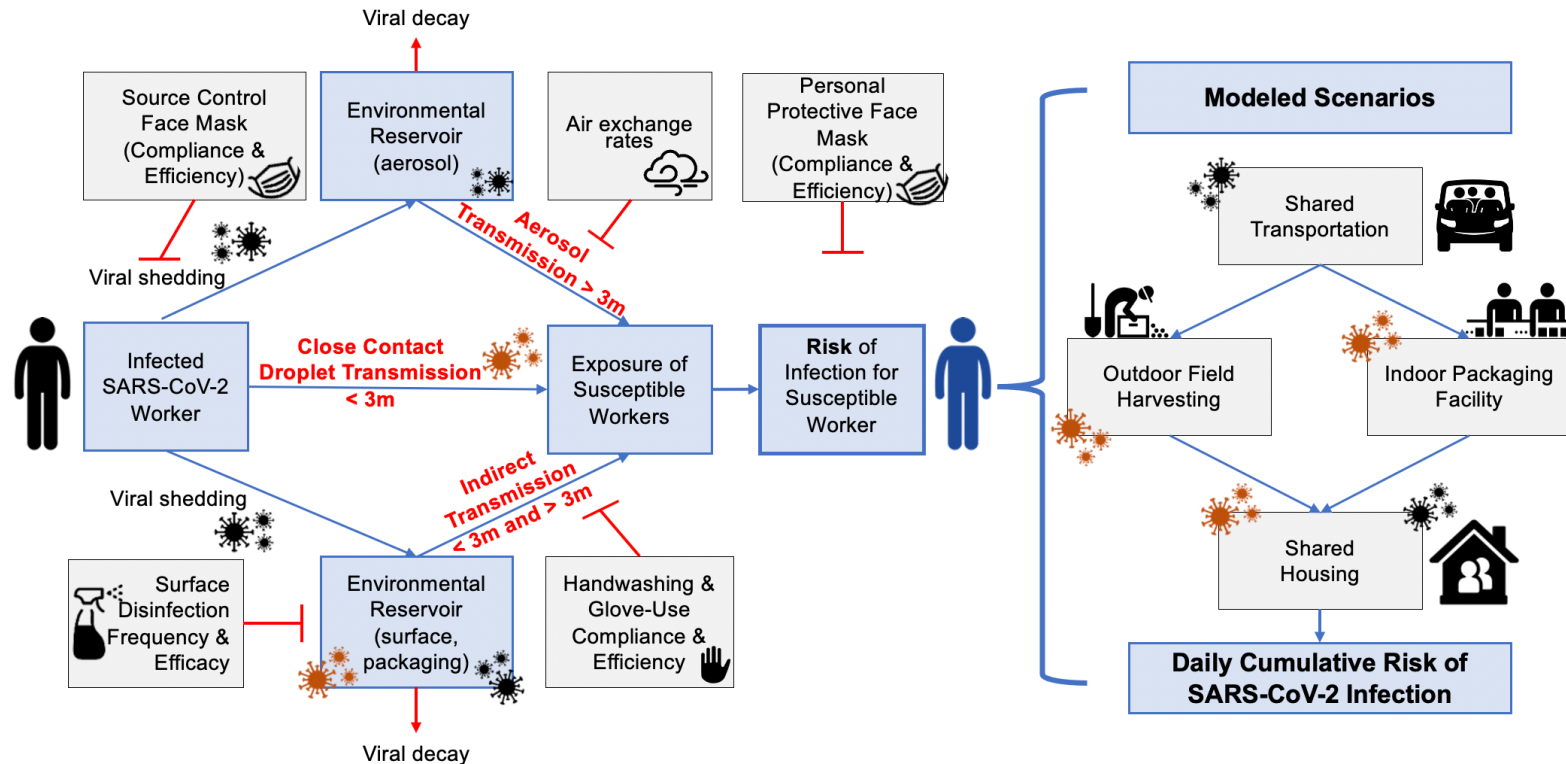 Viral decay
Source Control
Face Mask
(Compliance &
Efficiency)
Environmental
Reservoir
(aerosol)
Air exchange
rates
Personal
Protective Face
Mask
(Compliance &
Efficiency)
Aerosol
Transmission > 3m
Viral shedding
Infected
SARS-CoV-2
Worker
Close Contact
Droplet Transmission
< 3m
Exposure of
Susceptible
Workers
Risk of
Infection for
Susceptible
Worker
Viral shedding
Indirect
Transmission
< 3m and > 3m
Surface
Disinfection
Frequency &
Efficacy
Environmental
Reservoir
(surface,
packaging)
Handwashing &
Glove-Use
Compliance &
Efficiency
Viral decay
Modeled Scenarios
Shared
Transportation
Outdoor Field
Harvesting
Indoor Packaging
Facility
Shared
Housing
Daily Cumulative Risk of
SARS-CoV-2 Infection